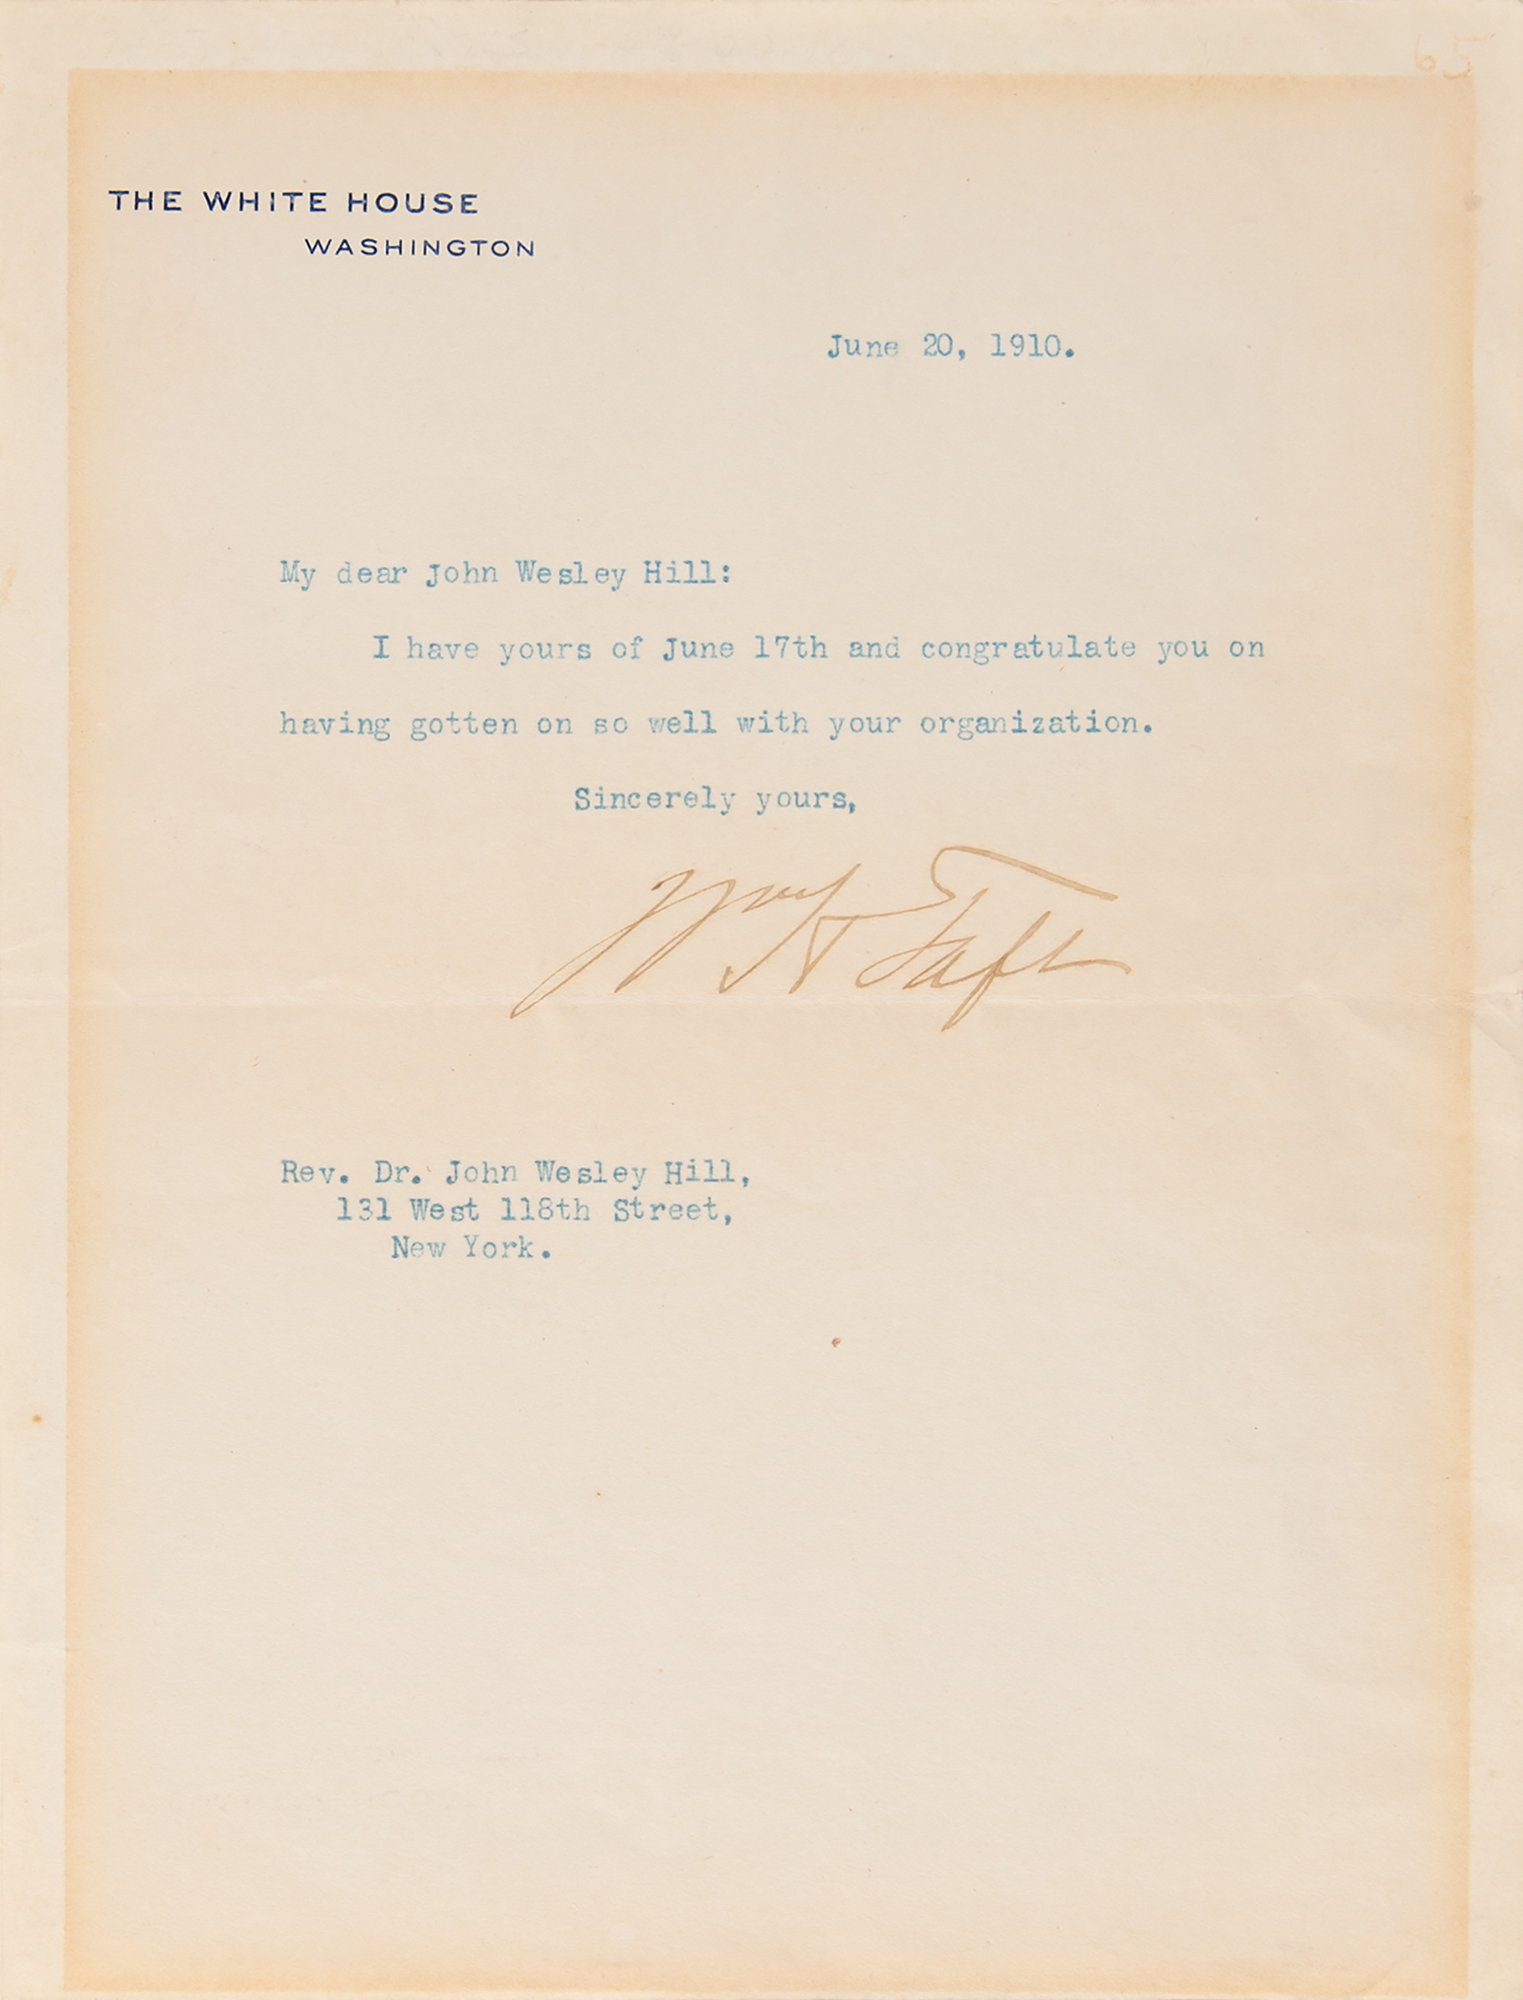 65
THE WHITE HOUSE
WASHINGTON
June 20, 1910.
My dear John Wesley Hill:
I have yours of June 17th and congratulate you on
having gotten on so well with your organization.
Sincerely yours,
Wm H Taft
Rev. Dr. John Wesley Hill,
131 West 118th Street,
New York.